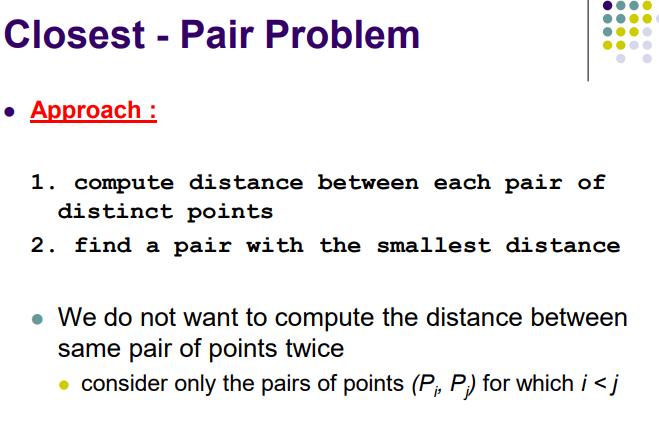 Closest - Pair Problem
• Approach :
1. compute distance between each pair of
distinct points
2. find a pair with the smallest distance
• We do not want to compute the distance between
same pair of points twice
• consider only the pairs of points (Pi, Pj) for which i < j